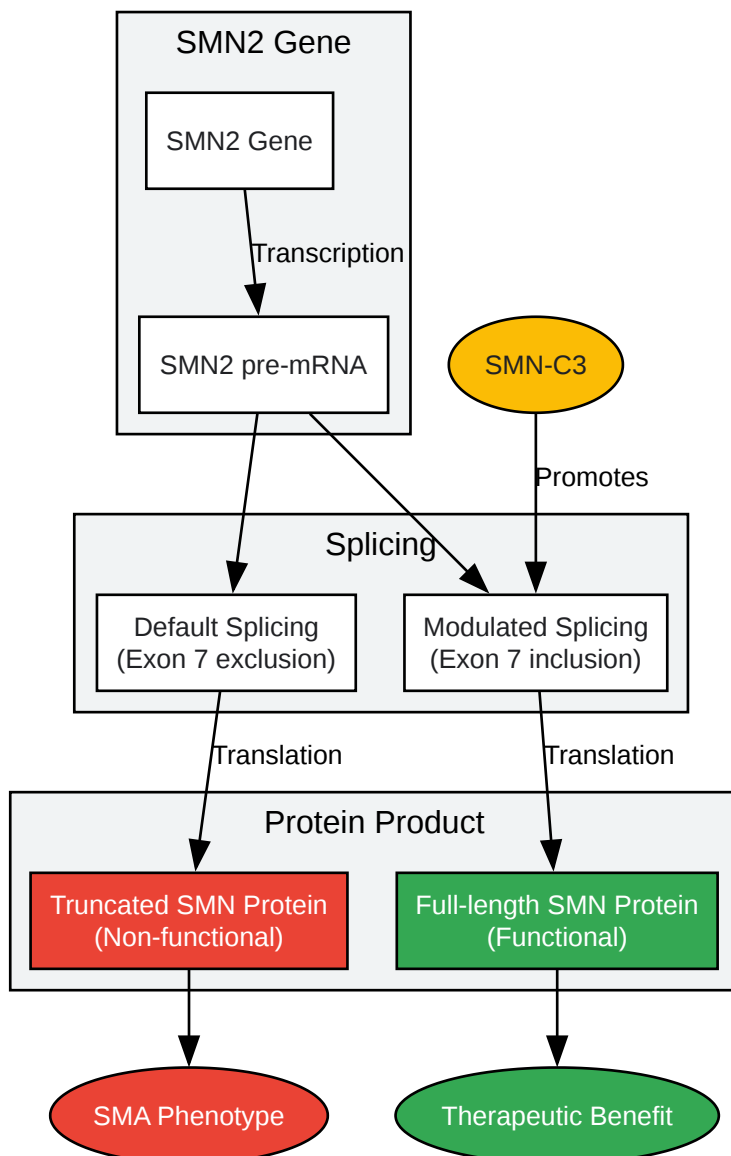 SMN2 Gene
SMN2 Gene
Transcription
SMN2 pre-mRNA
SMN-C3
Promotes
Splicing
Default Splicing
(Exon 7 exclusion)
Modulated Splicing
(Exon 7 inclusion)
Translation
Translation
Protein Product
Truncated SMN Protein
(Non-functional)
Full-length SMN Protein
(Functional)
SMA Phenotype
Therapeutic Benefit